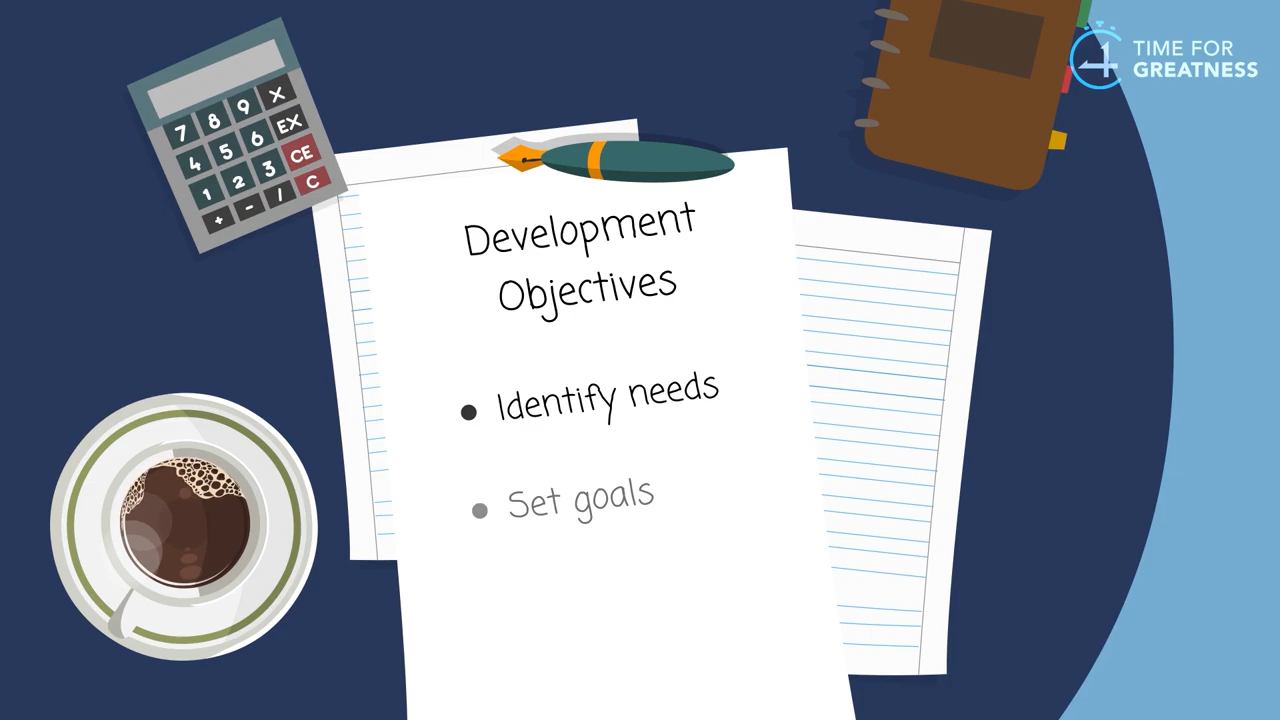 TIME FOR
GREATNESS
7 8 9 X
4 5 6 EX
1 2 3 CE
+ - / C
Development
Objectives
● Identify needs
● Set goals